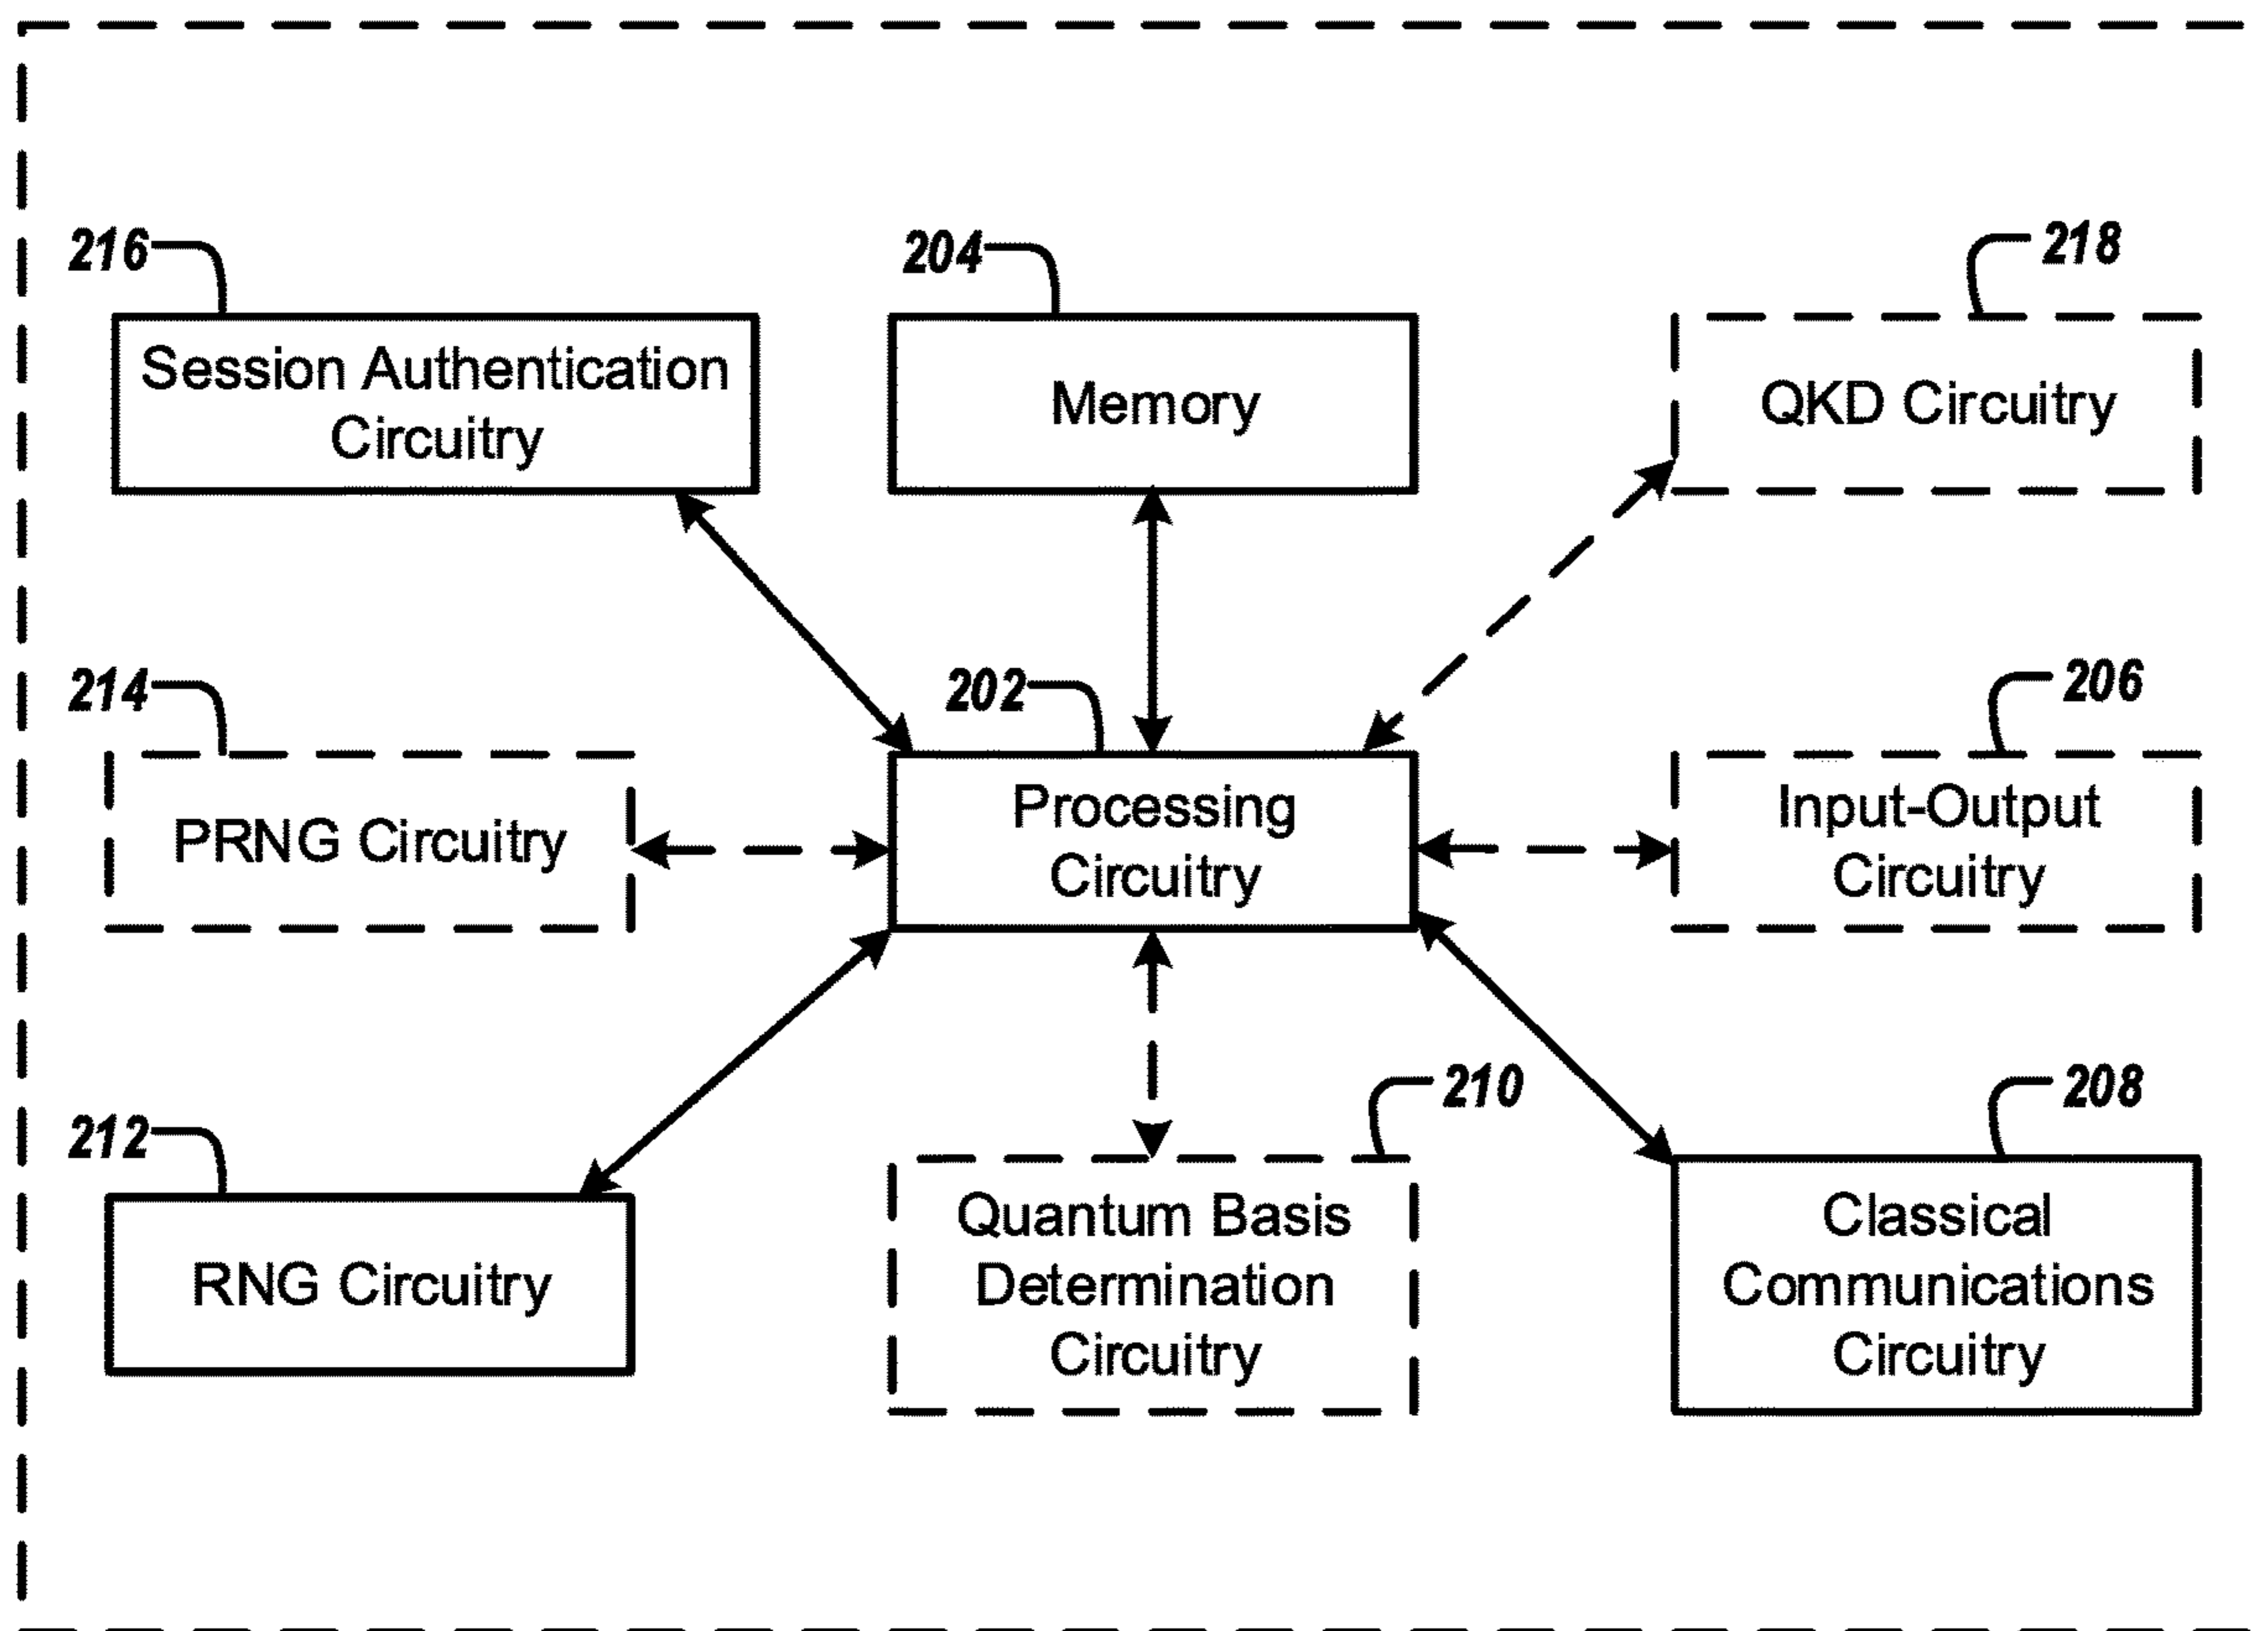 216
Session Authentication
Circuitry
204
Memory
218
QKD Circuitry
214
PRNG Circuitry
202
Processing
Circuitry
206
Input-Output
Circuitry
212
RNG Circuitry
210
Quantum Basis
Determination
Circuitry
208
Classical
Communications
Circuitry